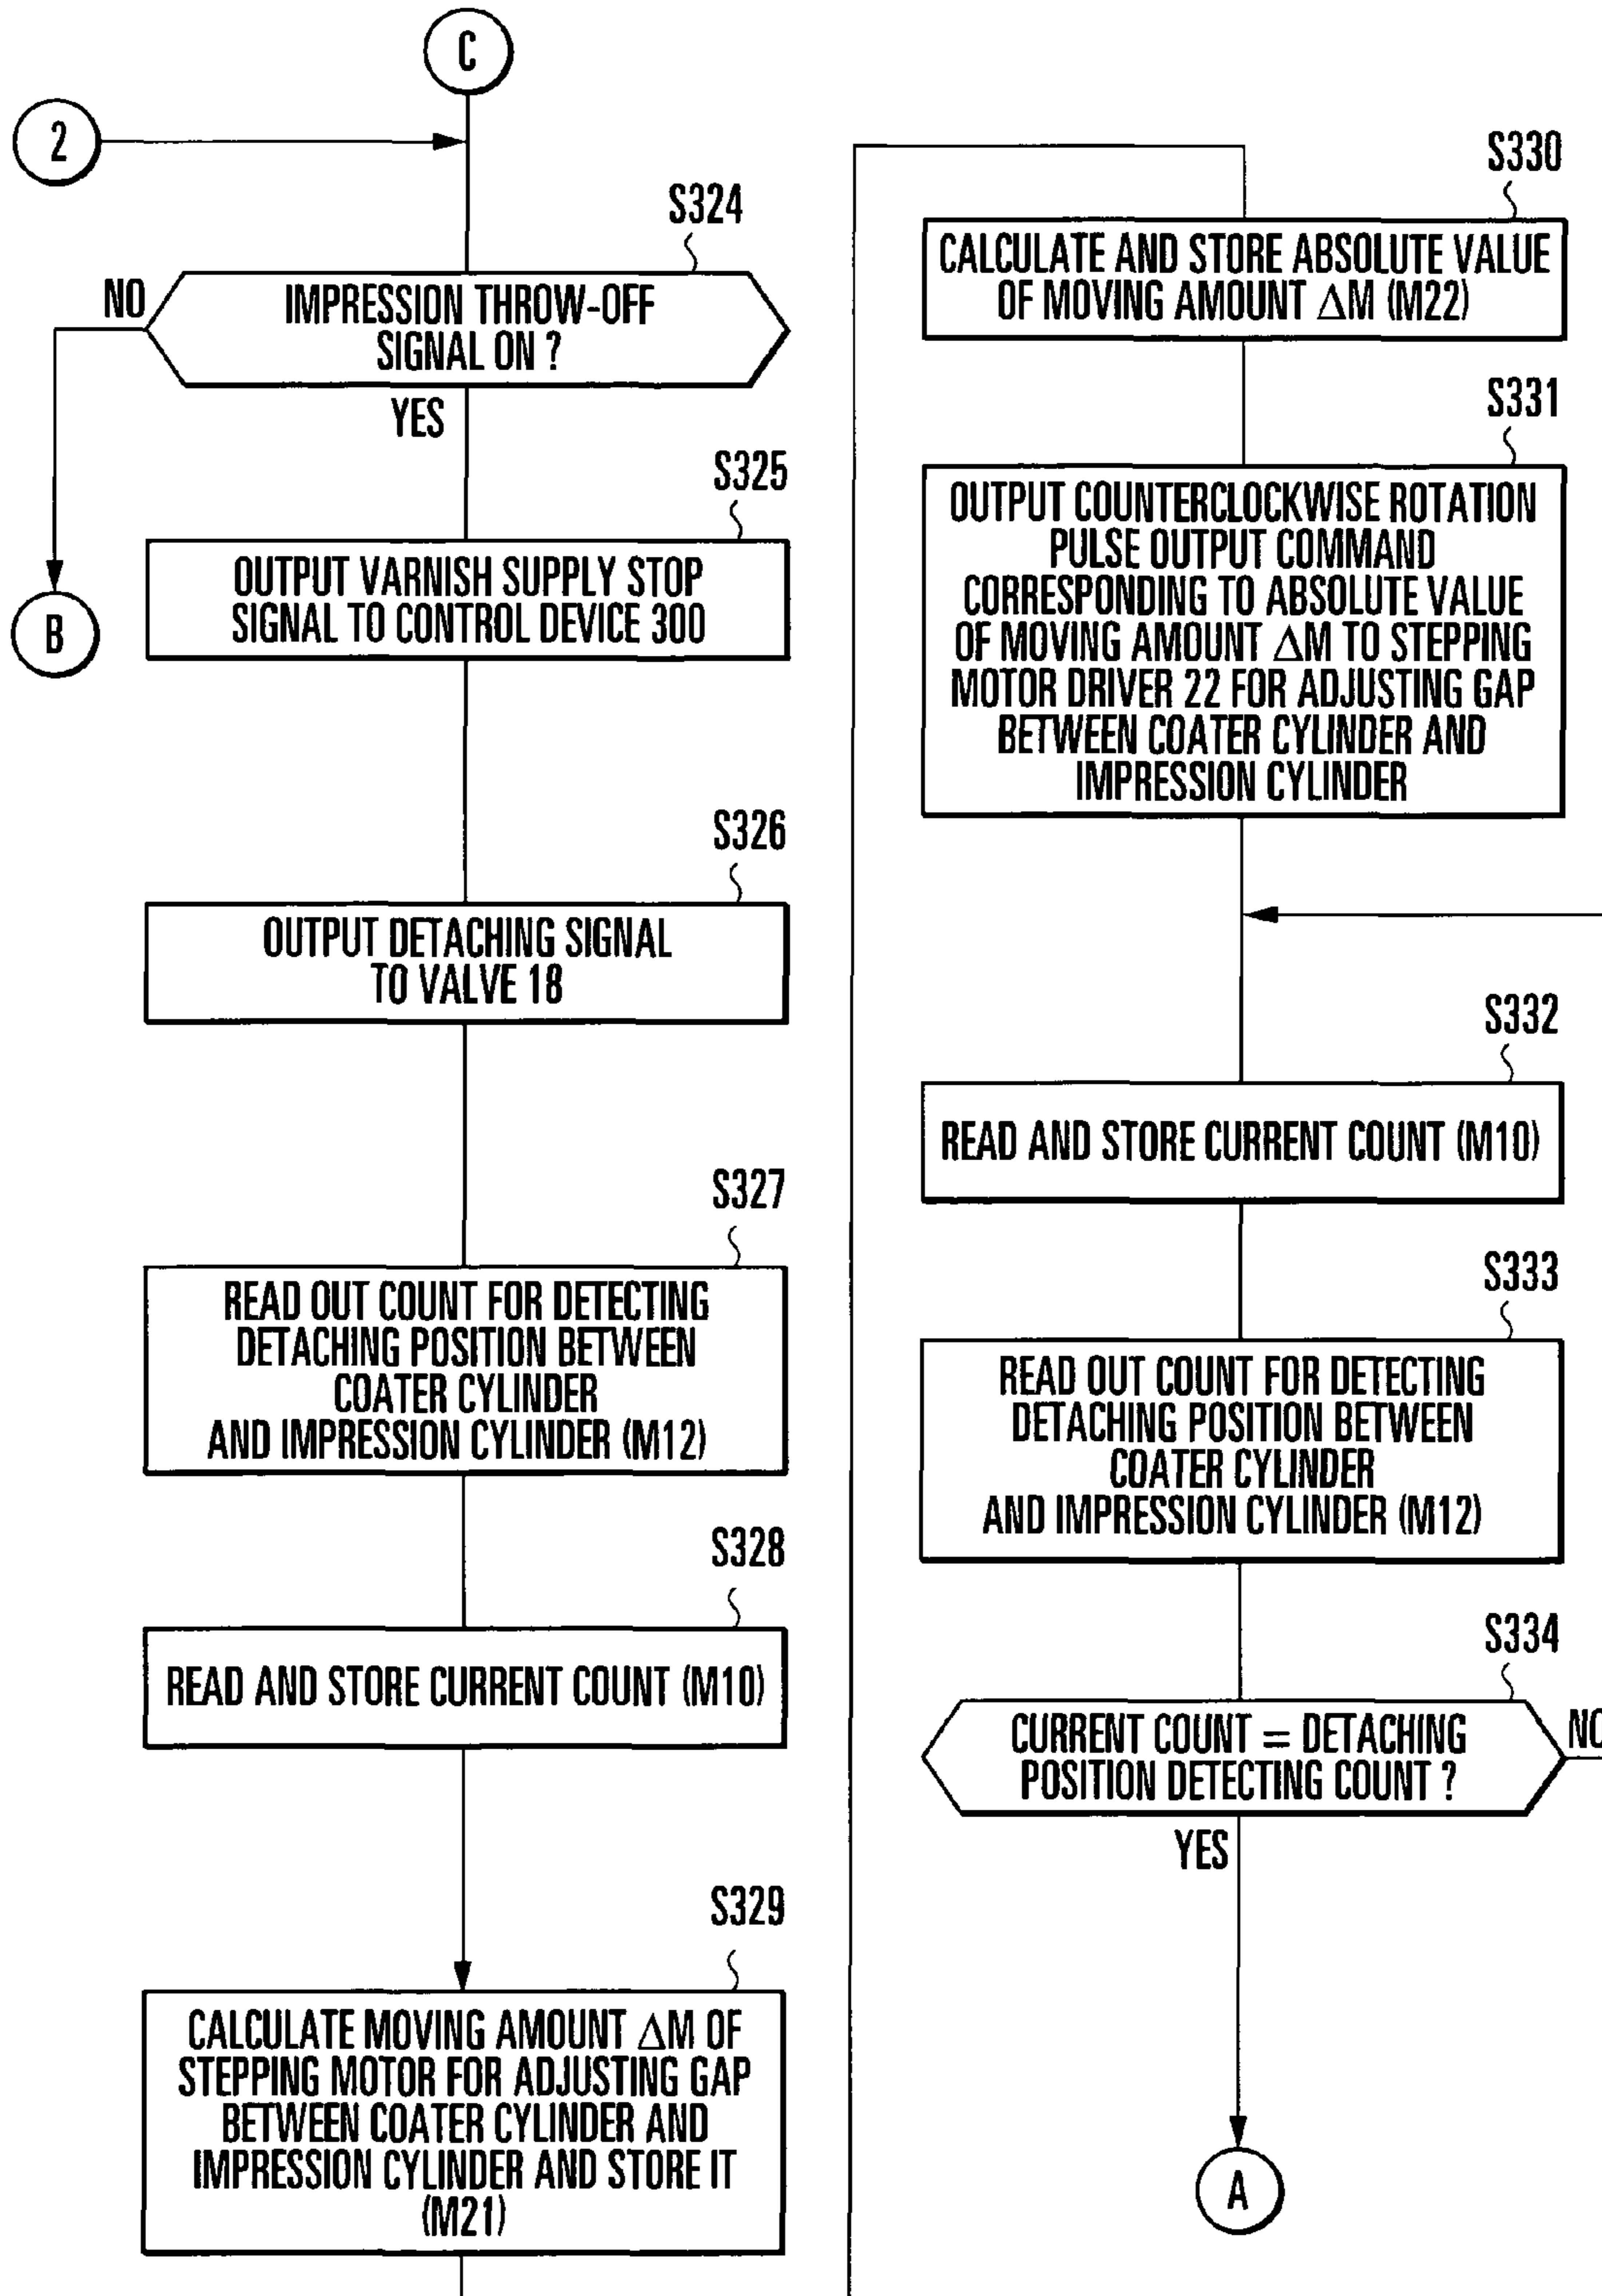 C
2
S324
NO
IMPRESSION THROW-OFF
SIGNAL ON ?
YES
B
S325
OUTPUT VARNISH SUPPLY STOP
SIGNAL TO CONTROL DEVICE 300
S326
OUTPUT DETACHING SIGNAL
TO VALVE 18
S327
READ OUT COUNT FOR DETECTING
DETACHING POSITION BETWEEN
COATER CYLINDER
AND IMPRESSION CYLINDER (M12)
S328
READ AND STORE CURRENT COUNT (M10)
S329
CALCULATE MOVING AMOUNT ΔM OF
STEPPING MOTOR FOR ADJUSTING GAP
BETWEEN COATER CYLINDER AND
IMPRESSION CYLINDER AND STORE IT
(M21)
S330
CALCULATE AND STORE ABSOLUTE VALUE
OF MOVING AMOUNT ΔM (M22)
S331
OUTPUT COUNTERCLOCKWISE ROTATION
PULSE OUTPUT COMMAND
CORRESPONDING TO ABSOLUTE VALUE
OF MOVING AMOUNT ΔM TO STEPPING
MOTOR DRIVER 22 FOR ADJUSTING GAP
BETWEEN COATER CYLINDER AND
IMPRESSION CYLINDER
S332
READ AND STORE CURRENT COUNT (M10)
S333
READ OUT COUNT FOR DETECTING
DETACHING POSITION BETWEEN
COATER CYLINDER
AND IMPRESSION CYLINDER (M12)
S334
CURRENT COUNT = DETACHING
POSITION DETECTING COUNT ?
NO
YES
A